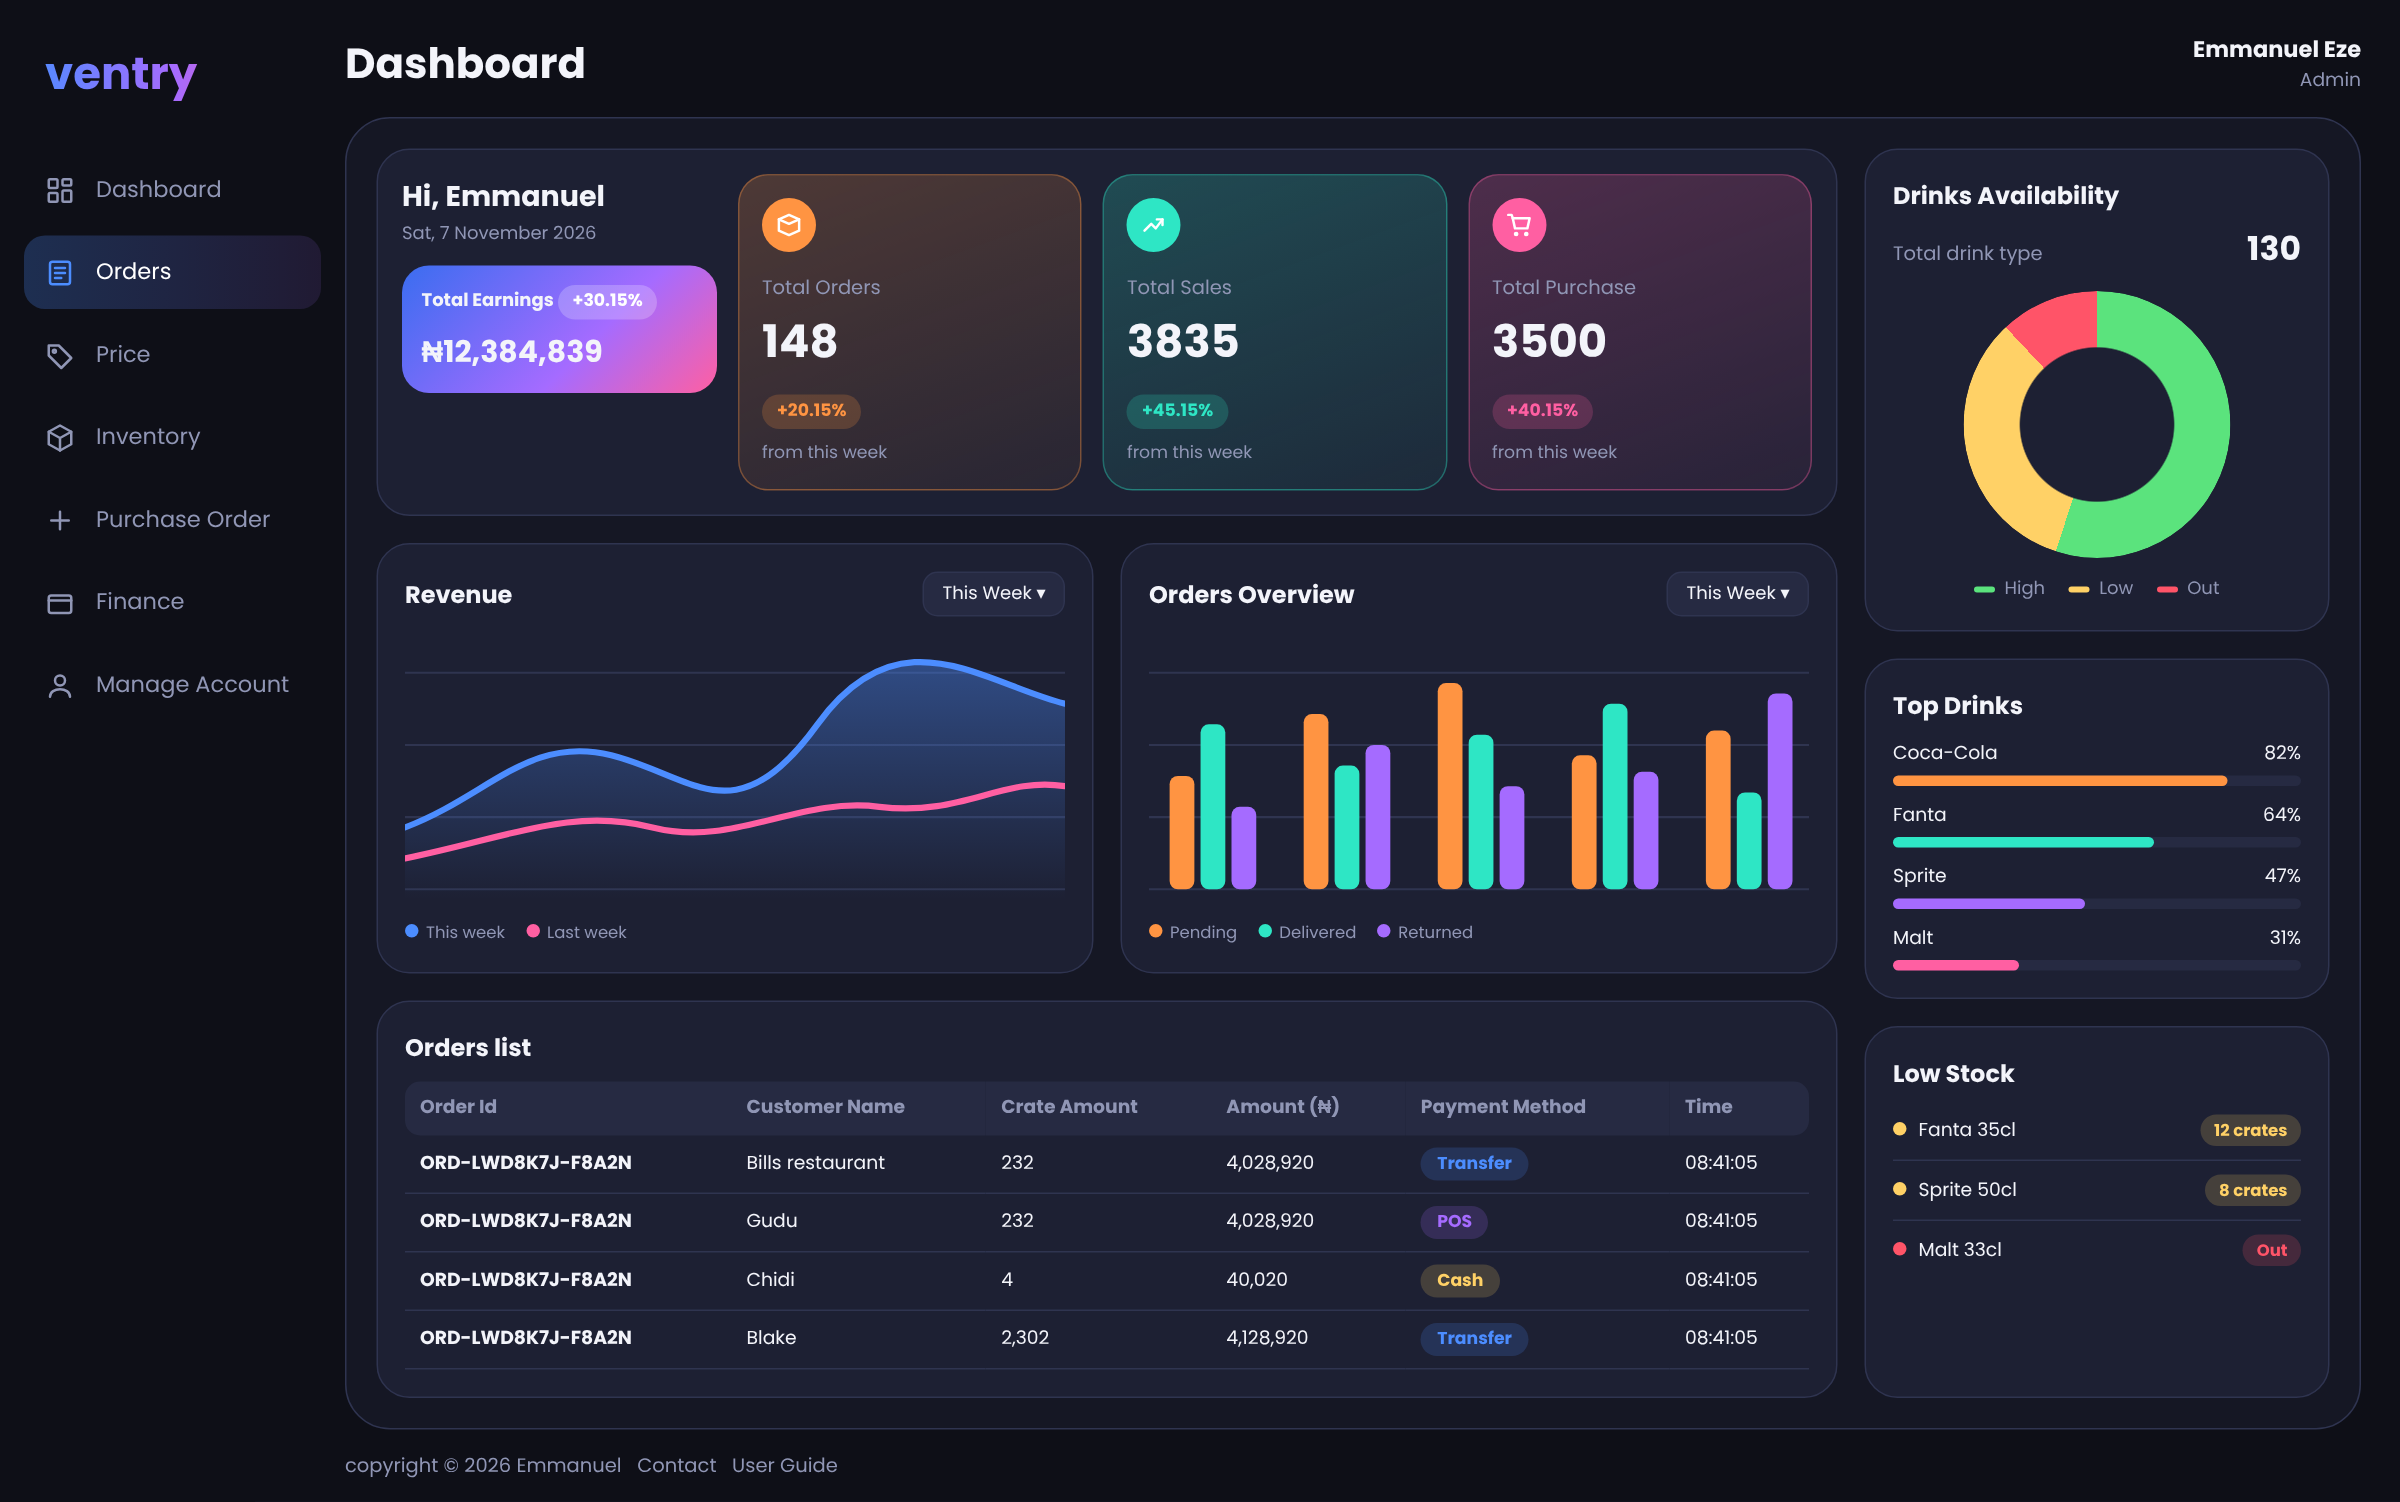 ventry
Dashboard
Orders
Price
Inventory
Purchase Order
Finance
Manage Account
Dashboard
Emmanuel Eze
Admin
Hi, Emmanuel
Sat, 7 November 2026
Total Earnings +30.15%
₦12,384,839
Total Orders
148
+20.15%
from this week
Total Sales
3835
+45.15%
from this week
Total Purchase
3500
+40.15%
from this week
Revenue
This Week ▾
This week Last week
Orders Overview
This Week ▾
Pending Delivered Returned
Orders list
Order Id Customer Name Crate Amount Amount (₦) Payment Method Time
ORD-LWD8K7J-F8A2N Bills restaurant 232 4,028,920 Transfer 08:41:05
ORD-LWD8K7J-F8A2N Gudu 232 4,028,920 POS 08:41:05
ORD-LWD8K7J-F8A2N Chidi 4 40,020 Cash 08:41:05
ORD-LWD8K7J-F8A2N Blake 2,302 4,128,920 Transfer 08:41:05
Drinks Availability
Total drink type 130
High Low Out
Top Drinks
Coca-Cola 82%
Fanta 64%
Sprite 47%
Malt 31%
Low Stock
Fanta 35cl 12 crates
Sprite 50cl 8 crates
Malt 33cl Out
copyright © 2026 Emmanuel Contact User Guide